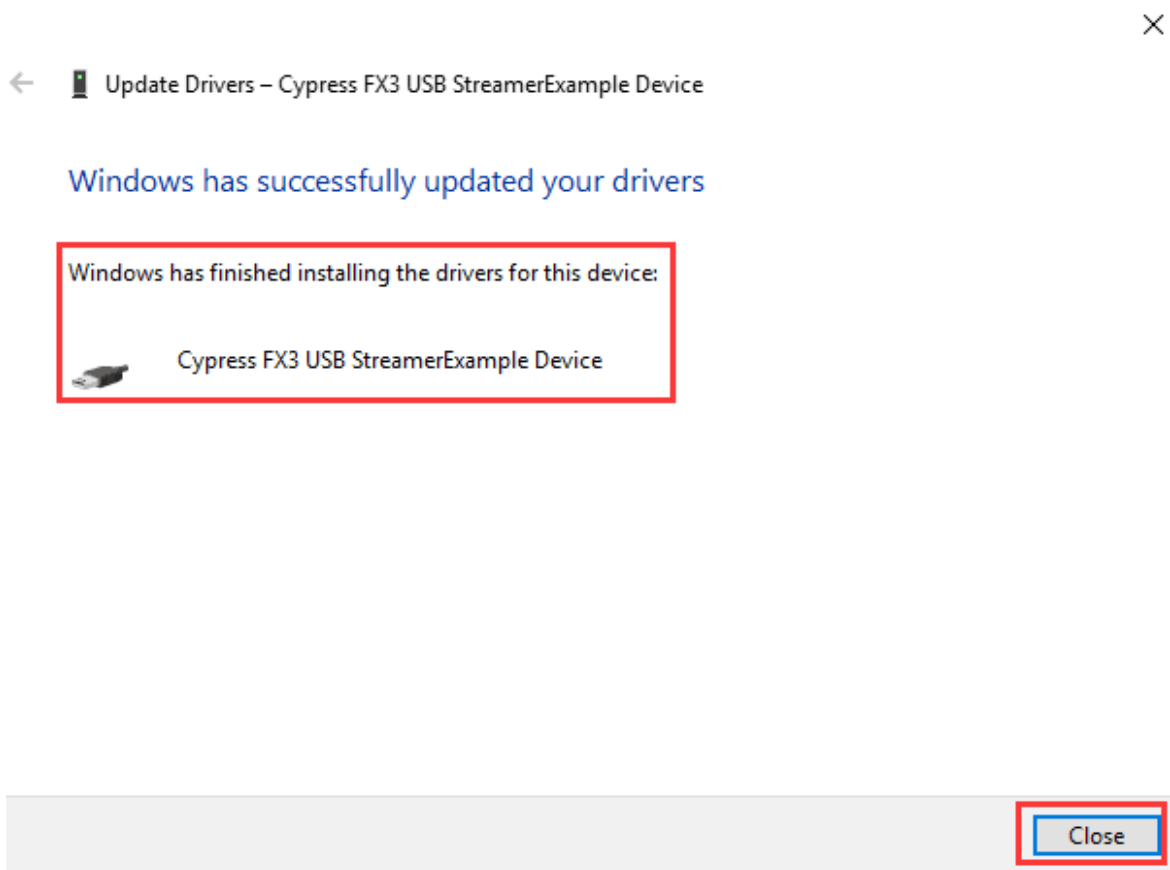 Update Drivers – Cypress FX3 USB StreamerExample Device
Windows has successfully updated your drivers
Windows has finished installing the drivers for this device:
Cypress FX3 USB StreamerExample Device
Close